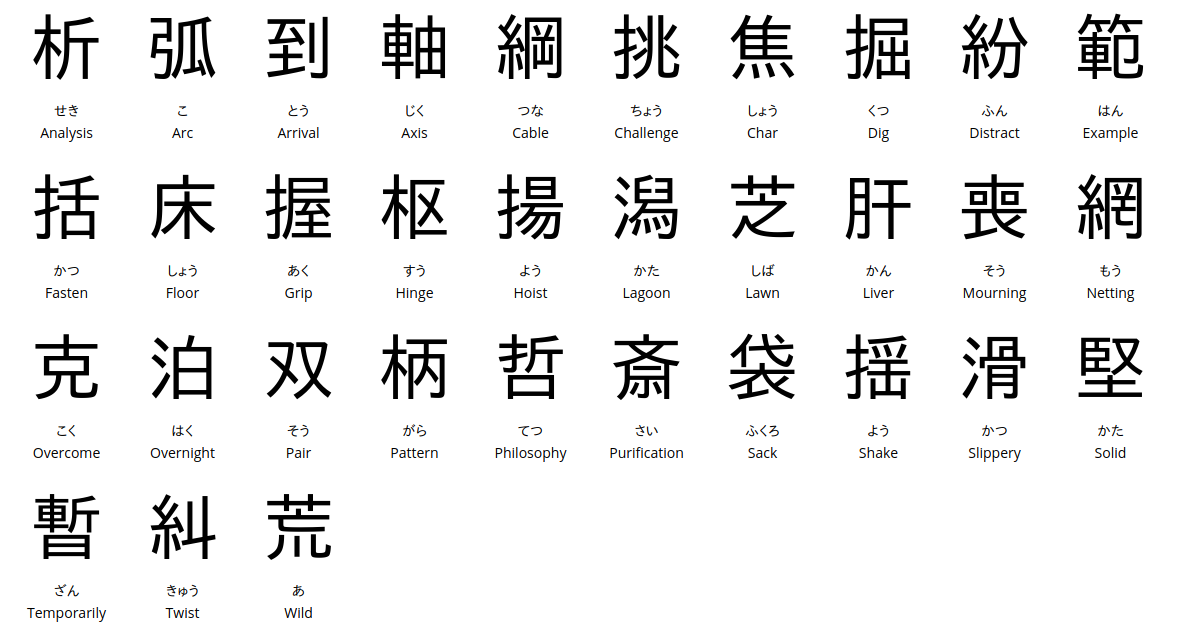 析 弧 到 軸 綱 挑 焦 掘 紛 範
せき こ とう じく つな ちょう しょう くつ ふん はん
Analysis Arc Arrival Axis Cable Challenge Char Dig Distract Example
括 床 握 枢 揚 潟 芝 肝 喪 網
かつ しょう あく すう よう かた しば かん そう もう
Fasten Floor Grip Hinge Hoist Lagoon Lawn Liver Mourning Netting
克 泊 双 柄 哲 斎 袋 揺 滑 堅
こく はく そう がら てつ さい ふくろ よう かつ かた
Overcome Overnight Pair Pattern Philosophy Purification Sack Shake Slippery Solid
暫 糾 荒
ざん きゅう あ
Temporarily Twist Wild